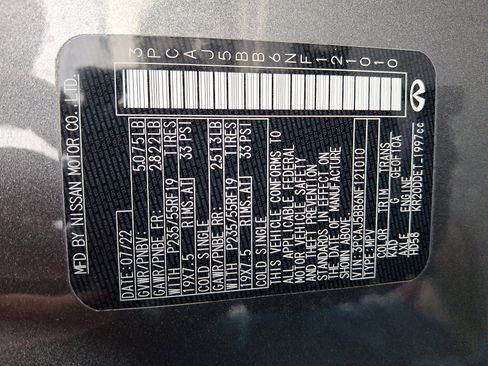 3PCAJ5BB6NF121010
MFD BY NISSAN MOTOR CO.,LTD.
DATE: 07/22
GVWR/PNBV: 5075LB
GAWR/PNBE FR: 2822LB
WITH P235/55RF19 TIRES
19X7.5 RIMS,AT 33 PSI
COLD SINGLE
GAWR/PNBE RR: 2513LB
WITH P235/55RF19 TIRES
19X7.5 RIMS,AT 33 PSI
COLD SINGLE
THIS VEHICLE CONFORMS TO
ALL APPLICABLE FEDERAL
MOTOR VEHICLE SAFETY
AND THEFT PREVENTION
STANDARDS IN EFFECT ON
THE DATE OF MANUFACTURE
SHOWN ABOVE.
VIN:3PCAJ5BB6NF121010
TYPE:MPV
COLOR TRIM TRANS
KAD G GE0F10A
AXLE ENGINE
KR20DDET 1997cc